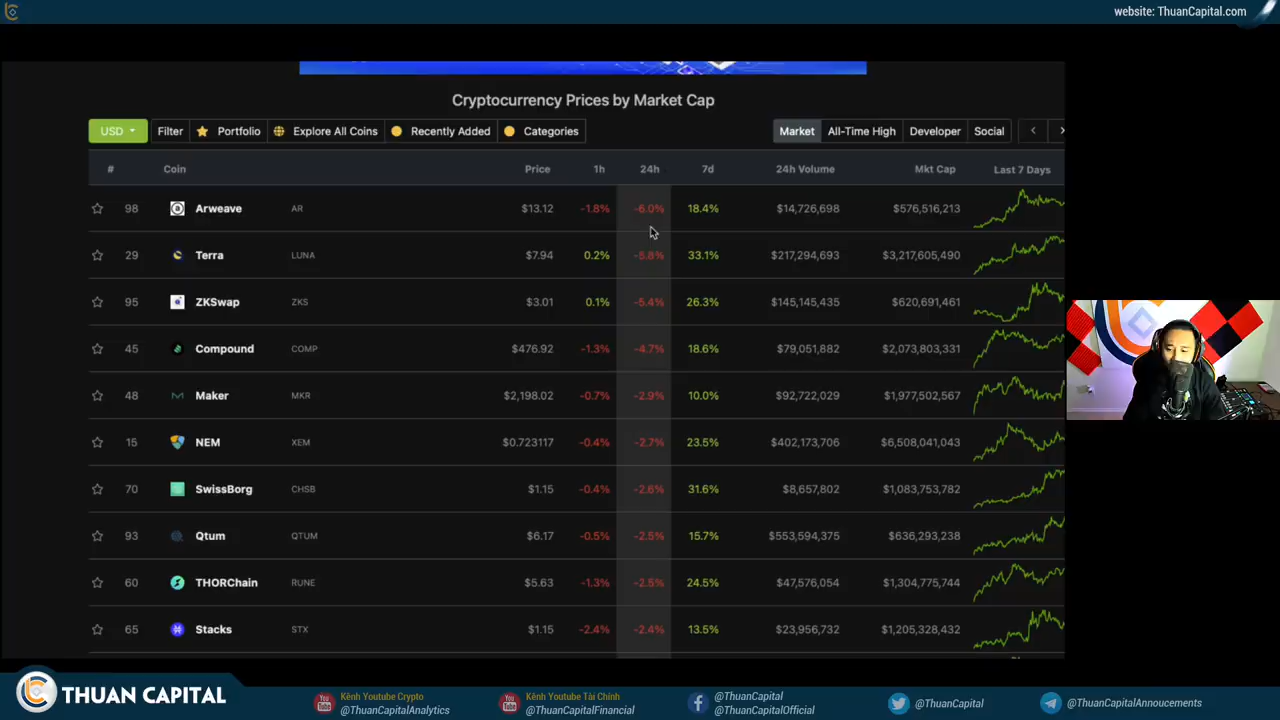 website: ThuanCapital.com
Cryptocurrency Prices by Market Cap
USD Filter Portfolio Explore All Coins Recently Added Categories Market All-Time High Developer Social
# Coin Price 1h 24h 7d 24h Volume Mkt Cap Last 7 Days
98 Arweave AR $13.12 -1.8% -6.0% 18.4% $14,726,698 $576,516,213
29 Terra LUNA $7.94 0.2% -5.8% 33.1% $217,294,693 $3,217,605,490
95 ZKSwap ZKS $3.01 0.1% -5.4% 26.3% $145,145,435 $620,691,461
45 Compound COMP $476.92 -1.3% -4.7% 18.6% $79,051,882 $2,073,803,331
48 Maker MKR $2,198.02 -0.7% -2.9% 10.0% $92,722,029 $1,977,502,567
15 NEM XEM $0.723117 -0.4% -2.7% 23.5% $402,173,706 $6,508,041,043
70 SwissBorg CHSB $1.15 -0.4% -2.6% 31.6% $8,657,802 $1,083,753,782
93 Qtum QTUM $6.17 -0.5% -2.5% 15.7% $553,594,375 $636,293,238
60 THORChain RUNE $5.63 -1.3% -2.5% 24.5% $47,576,054 $1,304,775,744
65 Stacks STX $1.15 -2.4% -2.4% 13.5% $23,956,732 $1,205,328,432
THUAN CAPITAL
You Tube
Kênh Youtube Crypto
@ThuanCapitalAnalytics
You Tube
Kênh Youtube Tài Chính
@ThuanCapitalFinancial
@ThuanCapital
@ThuanCapitalOfficial
@ThuanCapital
@ThuanCapitalAnnoucements